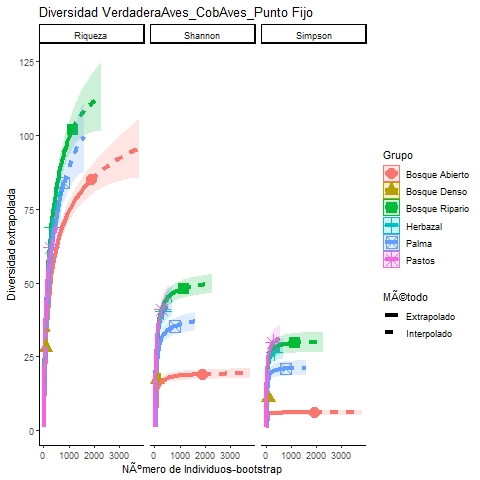 Diversidad VerdaderaAves_CobAves_Punto Fijo
Riqueza
Shannon
Simpson
Diversidad extrapolada
125
100
75
50
25
0
0 1000 2000 3000
0 1000 2000 3000
0 1000 2000 3000
NÃºmero de Individuos-bootstrap
Grupo
Bosque Abierto
Bosque Denso
Bosque Ripario
Herbazal
Palma
Pastos
MÃ©todo
Extrapolado
Interpolado